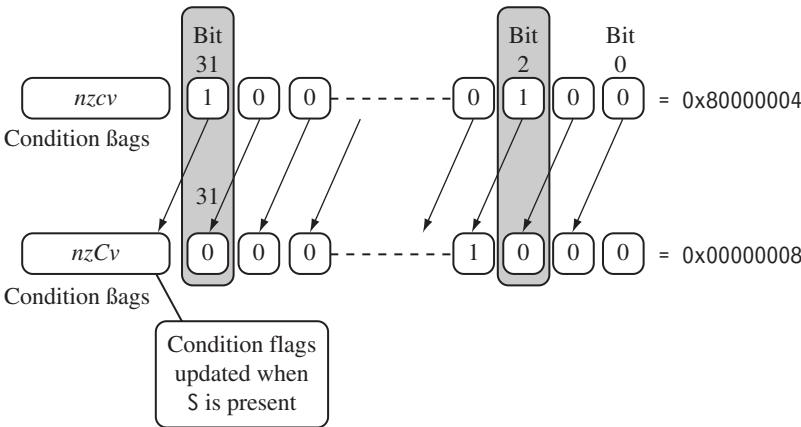 Bit Bit Bit
31 2 0
nzcv 1 0 0 0 1 0 0 = 0x80000004
Condition ßags
31
nzCv 0 0 0 1 0 0 0 = 0x00000008
Condition ßags
Condition flags
updated when
S is present